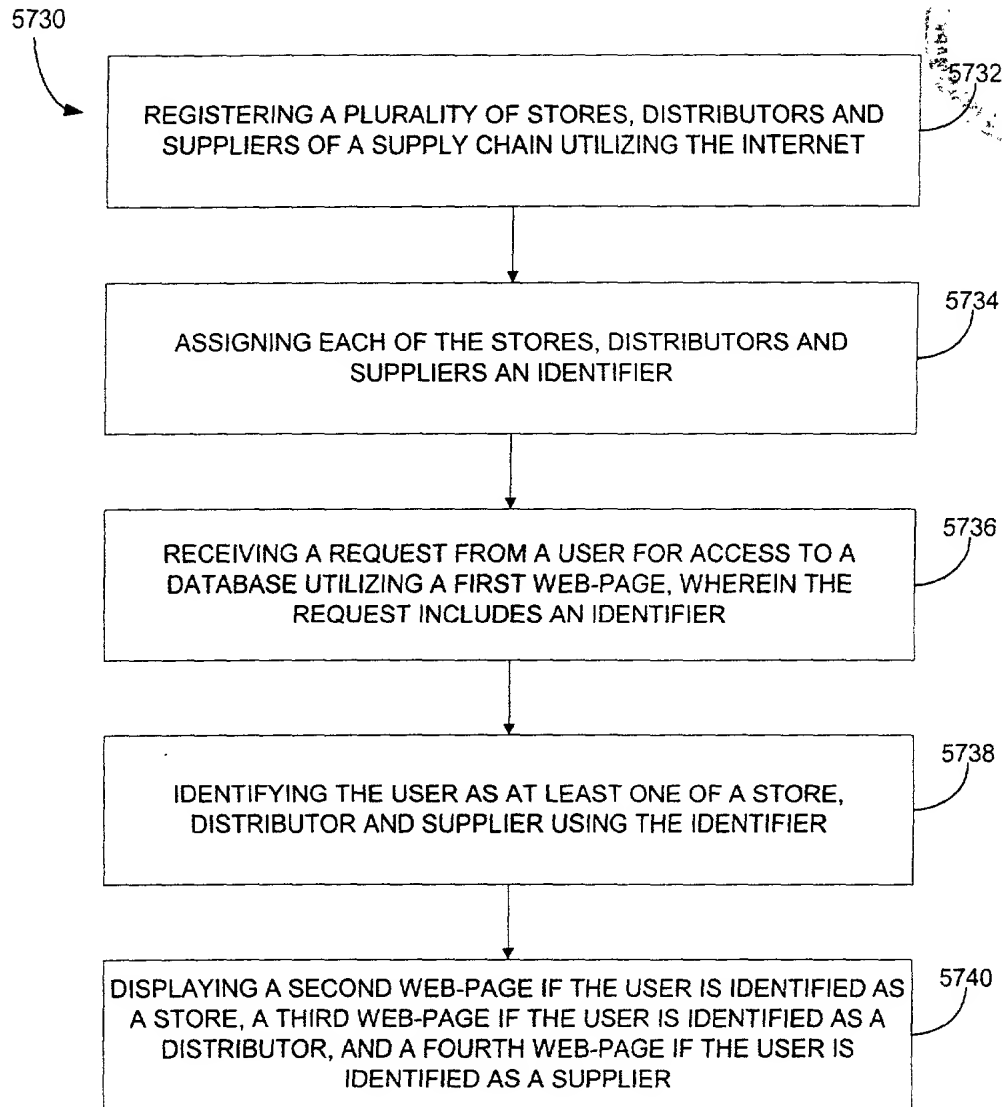 5730
5732
REGISTERING A PLURALITY OF STORES, DISTRIBUTORS AND
SUPPLIERS OF A SUPPLY CHAIN UTILIZING THE INTERNET
5734
ASSIGNING EACH OF THE STORES, DISTRIBUTORS AND
SUPPLIERS AN IDENTIFIER
5736
RECEIVING A REQUEST FROM A USER FOR ACCESS TO A
DATABASE UTILIZING A FIRST WEB-PAGE, WHEREIN THE
REQUEST INCLUDES AN IDENTIFIER
5738
IDENTIFYING THE USER AS AT LEAST ONE OF A STORE,
DISTRIBUTOR AND SUPPLIER USING THE IDENTIFIER
5740
DISPLAYING A SECOND WEB-PAGE IF THE USER IS IDENTIFIED AS
A STORE, A THIRD WEB-PAGE IF THE USER IS IDENTIFIED AS A
DISTRIBUTOR, AND A FOURTH WEB-PAGE IF THE USER IS
IDENTIFIED AS A SUPPLIER